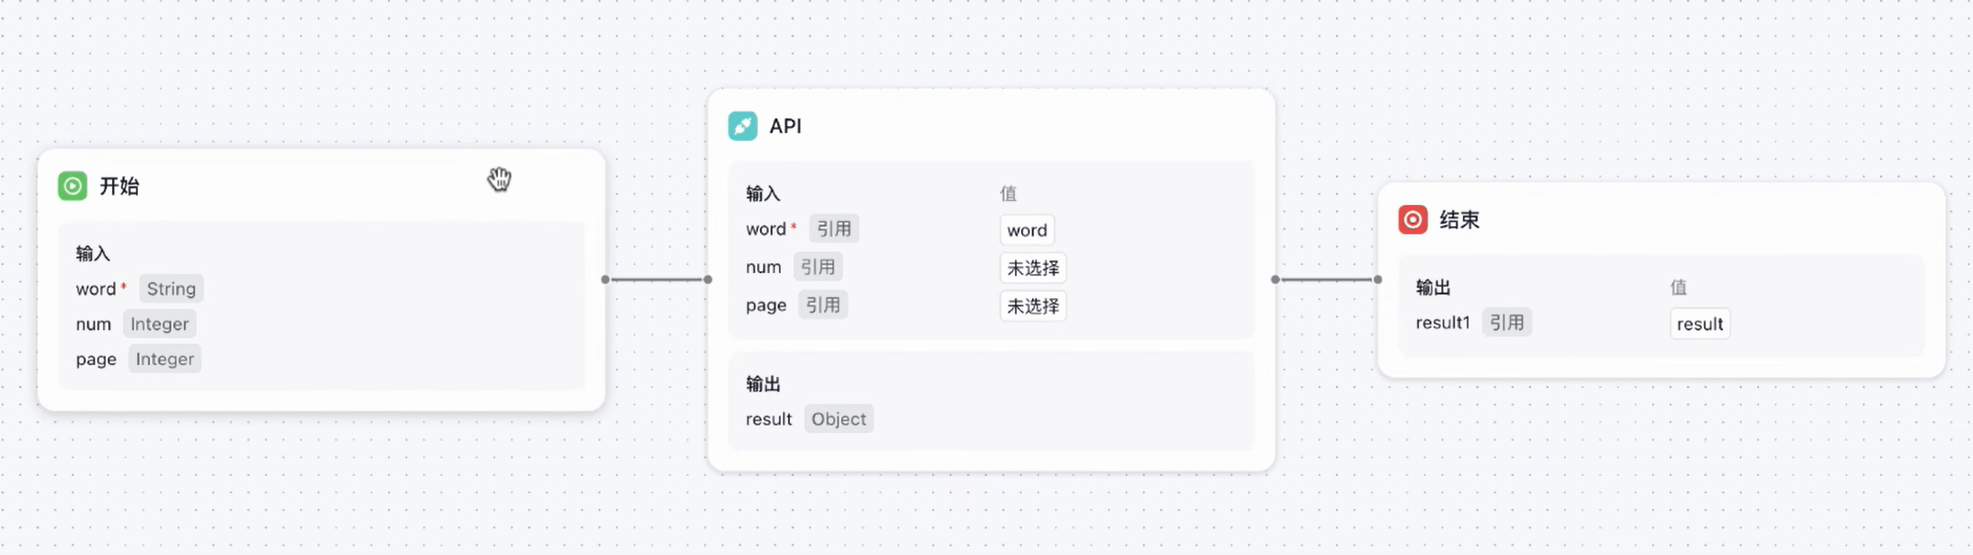 开始
输入
word* String
num Integer
page Integer
API
输入 值
word* 引用 word
num 引用 未选择
page 引用 未选择
输出
result Object
结束
输出 值
result1 引用 result